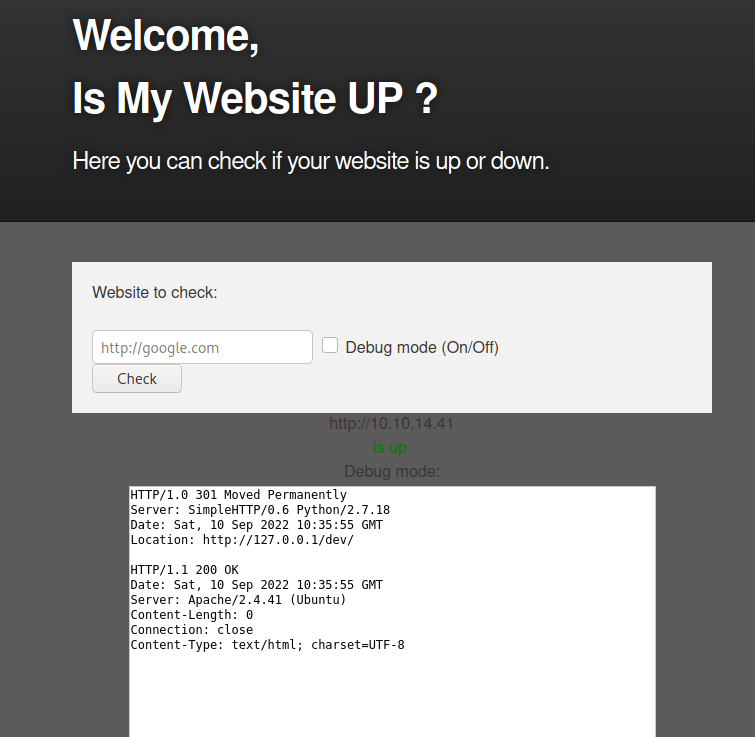 Welcome,
Is My Website UP ?
Here you can check if your website is up or down.
Website to check:
http://google.com Debug mode (On/Off)
Check
http://10.10.14.41
is up.
Debug mode:
HTTP/1.0 301 Moved Permanently
Server: SimpleHTTP/0.6 Python/2.7.18
Date: Sat, 10 Sep 2022 10:35:55 GMT
Location: http://127.0.0.1/dev/
HTTP/1.1 200 OK
Date: Sat, 10 Sep 2022 10:35:55 GMT
Server: Apache/2.4.41 (Ubuntu)
Content-Length: 0
Connection: close
Content-Type: text/html; charset=UTF-8